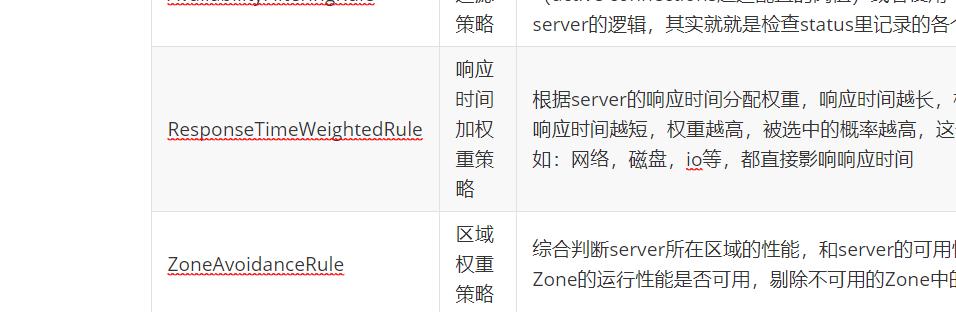 策略
server的逻辑，其实就就是检查status里记录的各个
ResponseTimeWeightedRule
响应
时间
加权
重策
略
根据server的响应时间分配权重，响应时间越长，
响应时间越短，权重越高，被选中的概率越高，这
如：网络，磁盘，io等，都直接影响响应时间
ZoneAvoidanceRule
区域
权重
策略
综合判断server所在区域的性能，和server的可用
Zone的运行性能是否可用，剔除不可用的Zone中的